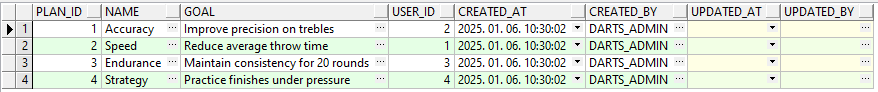 PLAN_ID NAME GOAL USER_ID CREATED_AT CREATED_BY UPDATED_AT UPDATED_BY
1 1 Accuracy ... Improve precision on trebles ... 2 2025. 01. 06. 10:30:02 DARTS_ADMIN ... ...
2 2 Speed ... Reduce average throw time ... 1 2025. 01. 06. 10:30:02 DARTS_ADMIN ... ...
3 3 Endurance ... Maintain consistency for 20 rounds ... 3 2025. 01. 06. 10:30:02 DARTS_ADMIN ... ...
4 4 Strategy ... Practice finishes under pressure ... 4 2025. 01. 06. 10:30:02 DARTS_ADMIN ... ...